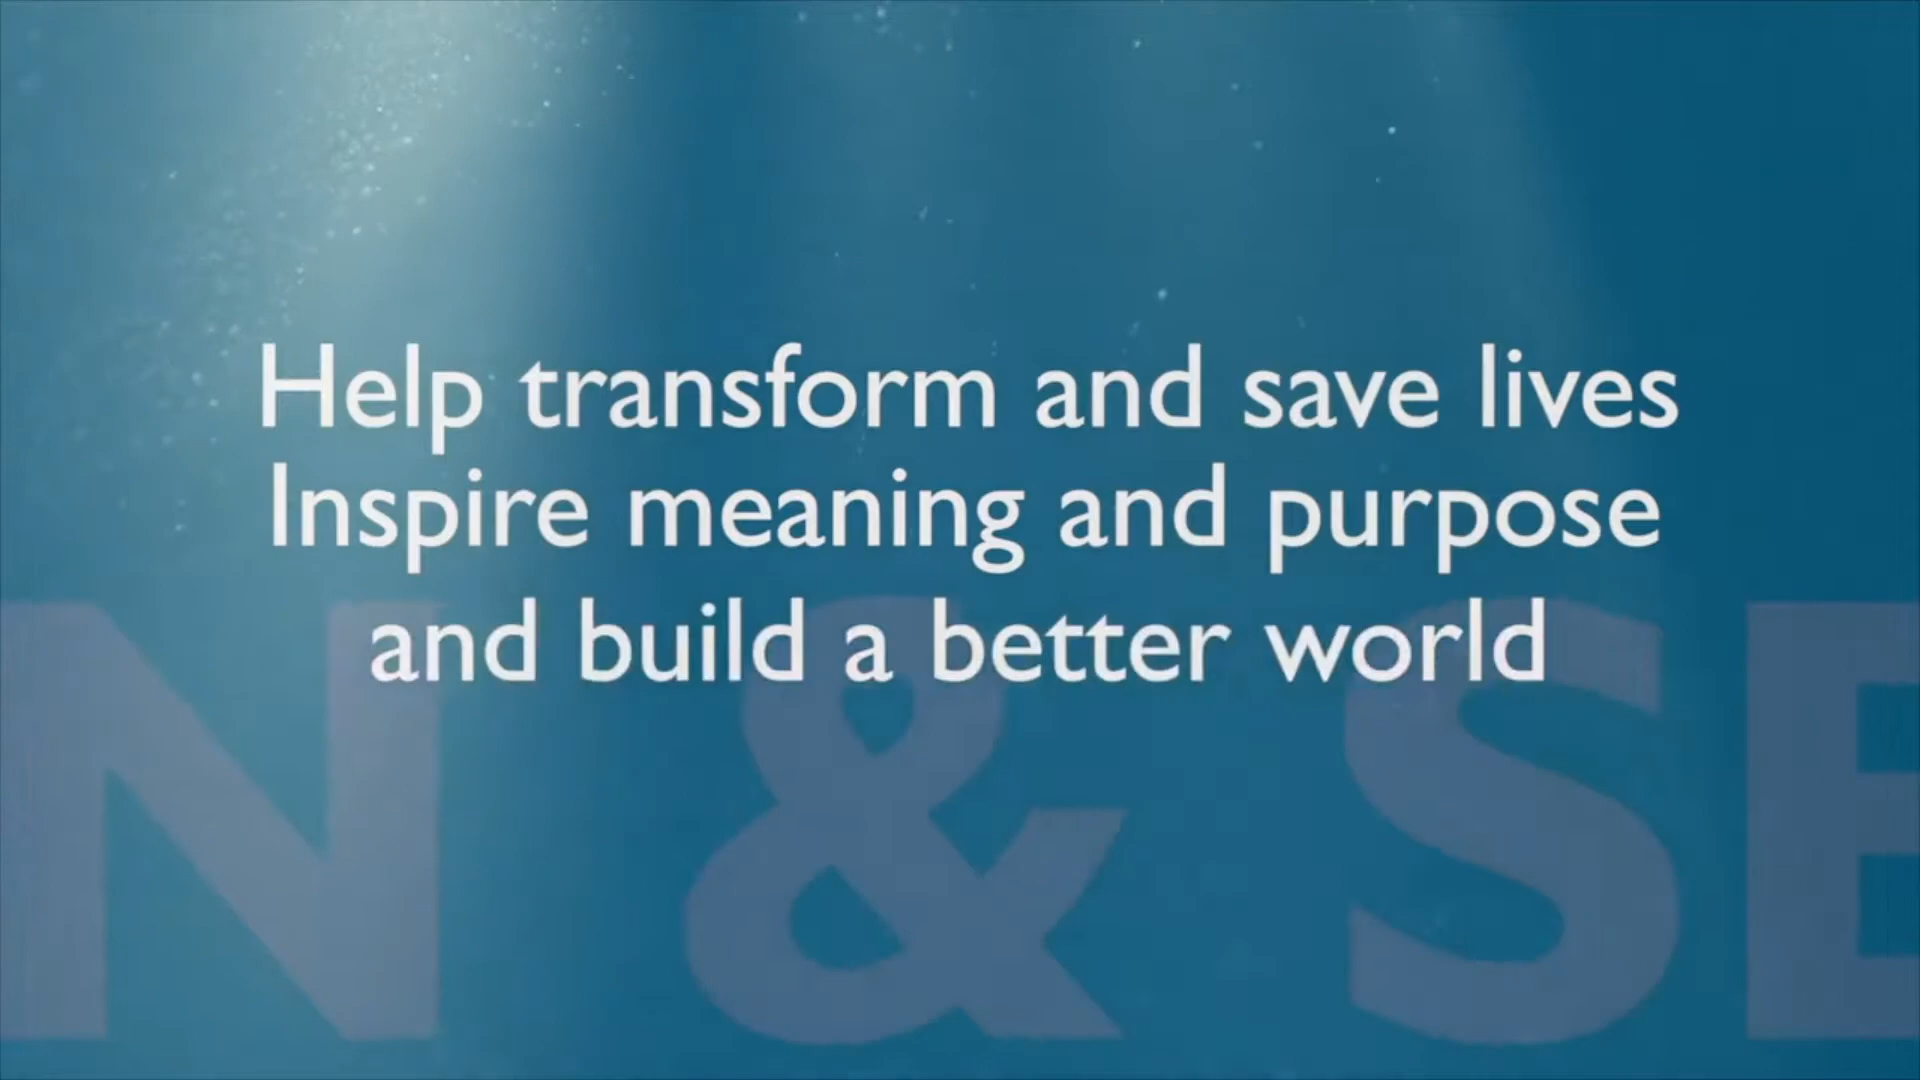 Help transform and save lives
Inspire meaning and purpose
and build a better world
N & SE